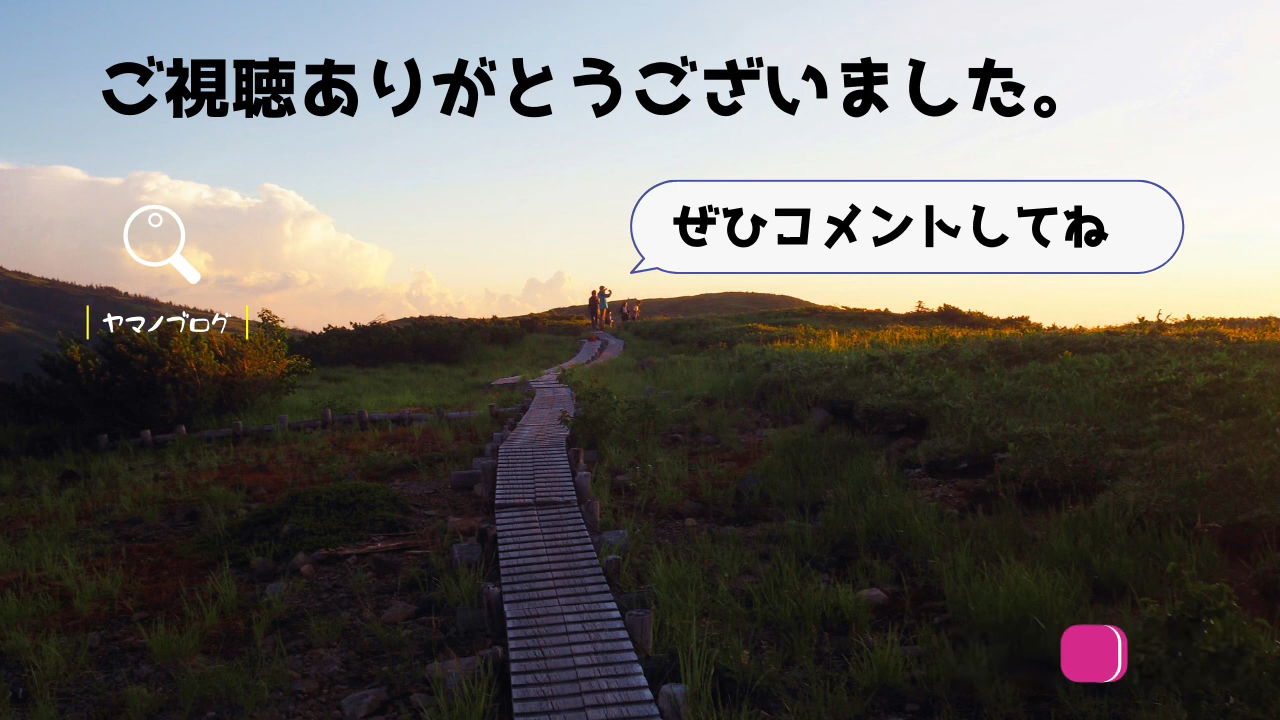 ご視聴ありがとうございました。
ぜひコメントしてね
ヤマノブログ